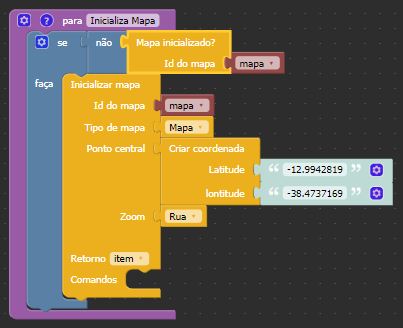 para Inicializa Mapa
se não Mapa inicializado?
Id do mapa mapa
faça Inicializar mapa
Id do mapa mapa
Tipo de mapa Mapa
Ponto central Criar coordenada
Latitude “ -12.9942819 ”
lontitude “ -38.4737169 ”
Zoom Rua
Retorno item
Comandos